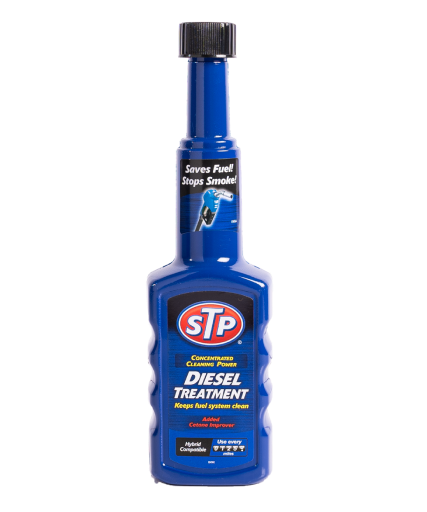 Saves Fuel!
Stops Smoke!
STP
®
CONCENTRATED
CLEANING POWER
DIESEL
TREATMENT
Keeps fuel system clean
Added
Cetane Improver
Hybrid
Compatible
Use every
miles